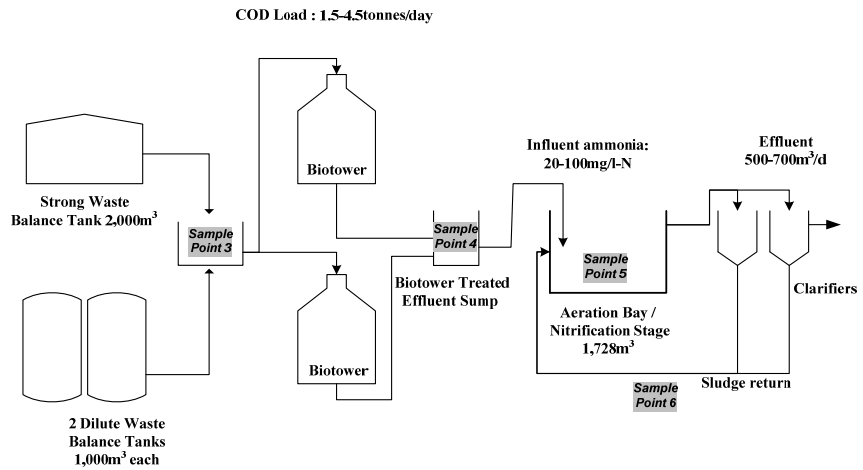 COD Load : 1.5-4.5tonnes/day
Strong Waste
Balance Tank 2,000m³
Sample
Point 3
2 Dilute Waste
Balance Tanks
1,000m³ each
Biotower
Biotower
Sample
Point 4
Biotower Treated
Effluent Sump
Influent ammonia:
20-100mg/l-N
Sample
Point 5
Aeration Bay /
Nitrification Stage
1,728m³
Effluent
500-700m³/d
Clarifiers
Sludge return
Sample
Point 6